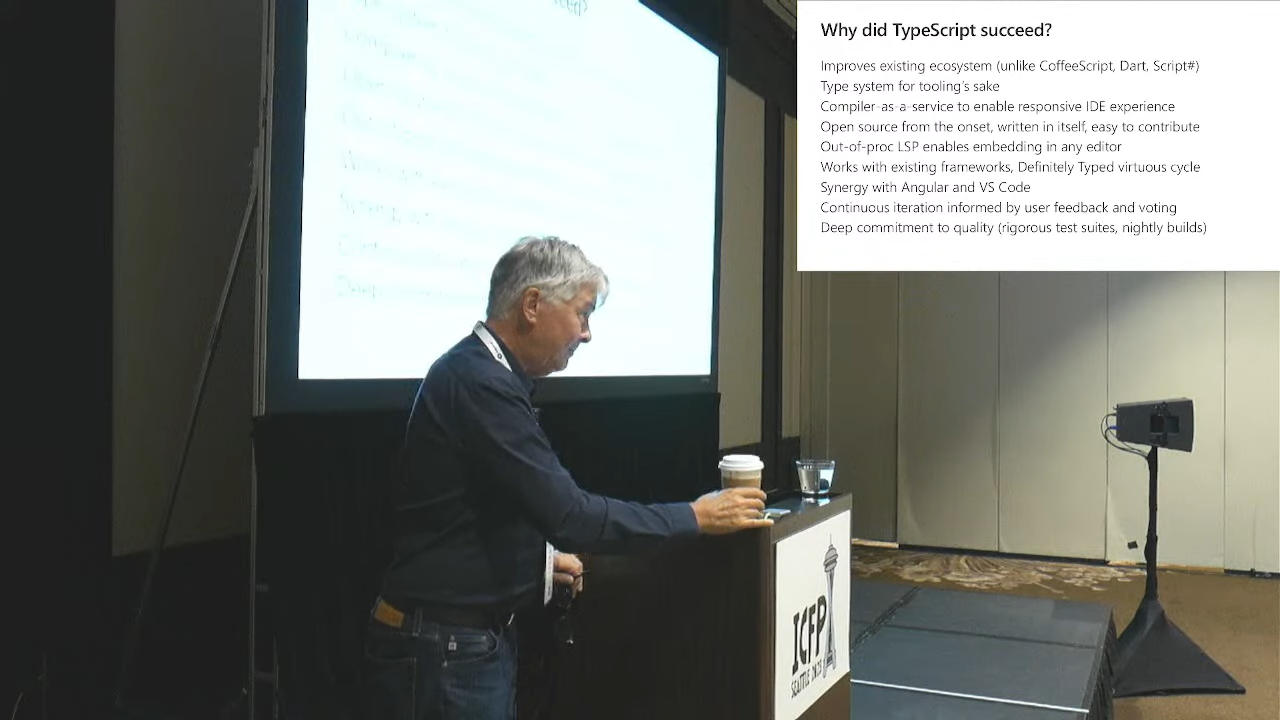 Why did TypeScript succeed?
Improves existing ecosystem (unlike CoffeeScript, Dart, Script#)
Type system for tooling's sake
Compiler-as-a-service to enable responsive IDE experience
Open source from the onset, written in itself, easy to contribute
Out-of-proc LSP enables embedding in any editor
Works with existing frameworks, Definitely Typed virtuous cycle
Synergy with Angular and VS Code
Continuous iteration informed by user feedback and voting
Deep commitment to quality (rigorous test suites, nightly builds)
ICFP
SEATTLE 2023